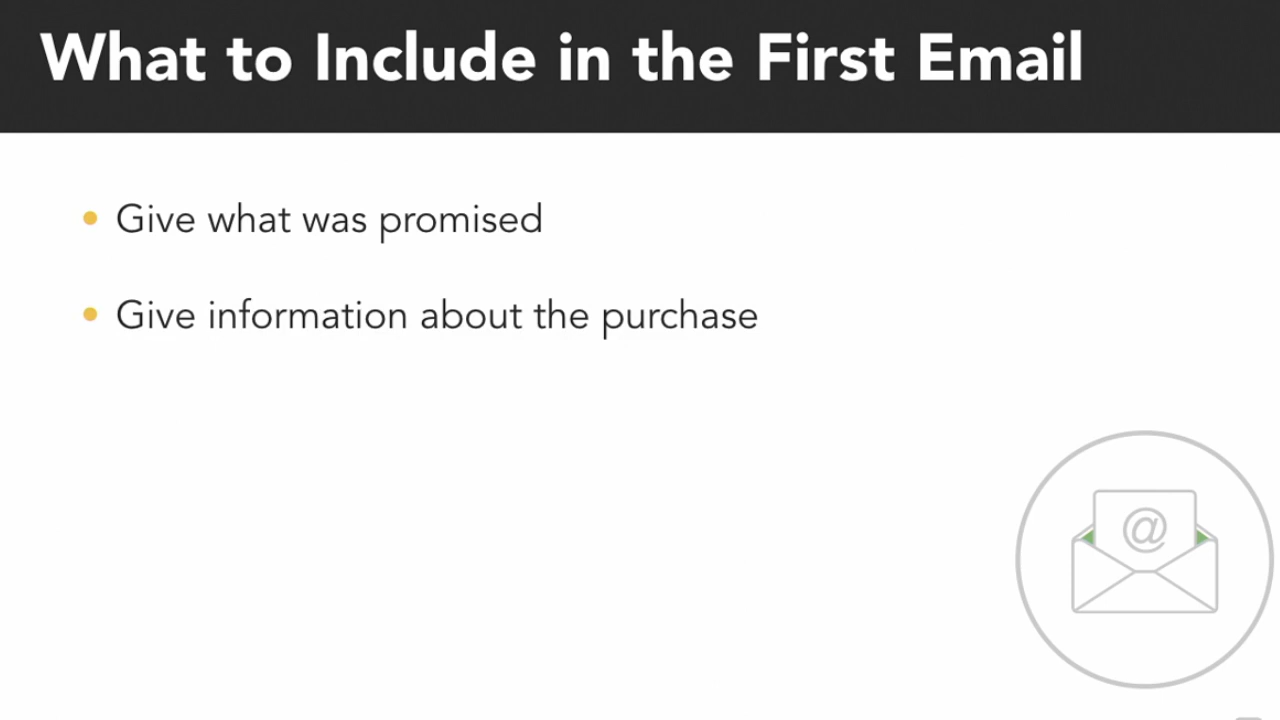 What to Include in the First Email
Give what was promised
Give information about the purchase
@